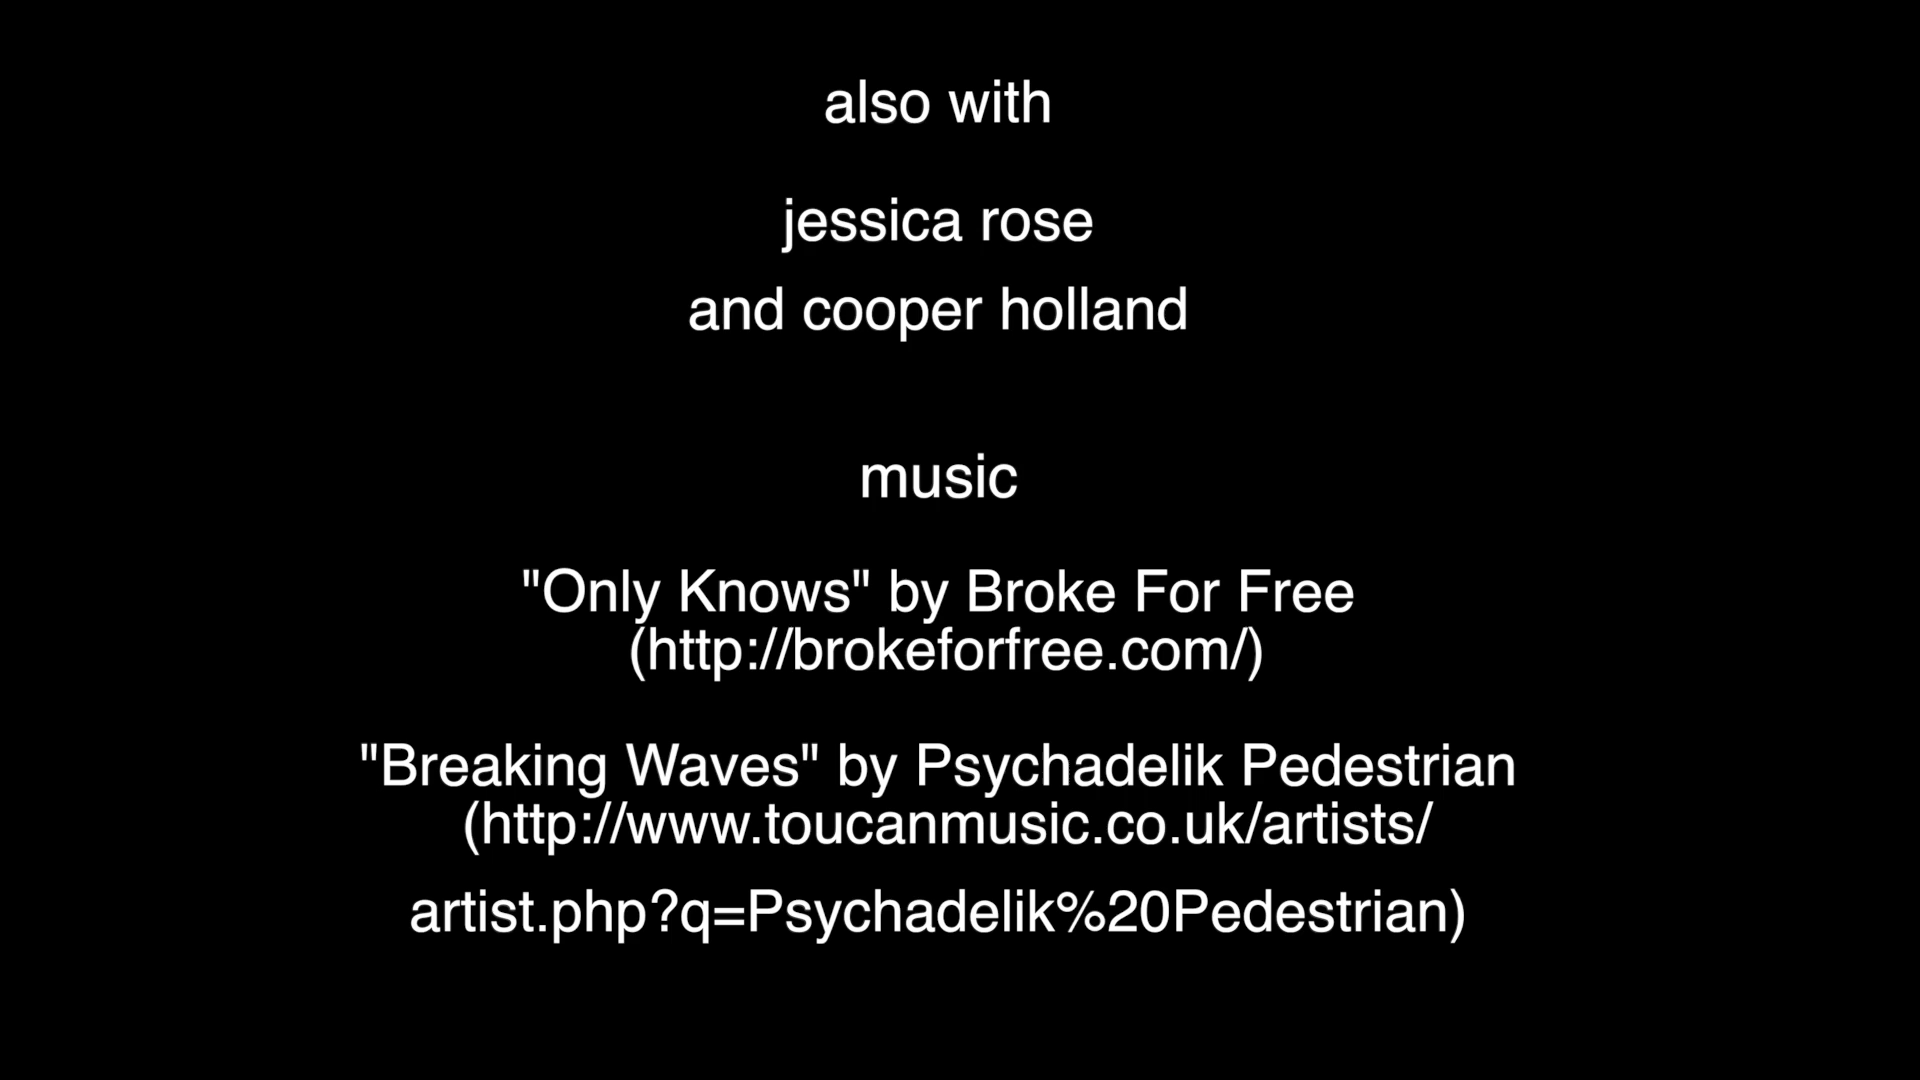 also with
jessica rose
and cooper holland
music
"Only Knows" by Broke For Free
(http://brokeforfree.com/)
"Breaking Waves" by Psychadelik Pedestrian
(http://www.toucanmusic.co.uk/artists/
artist.php?q=Psychadelik%20Pedestrian)